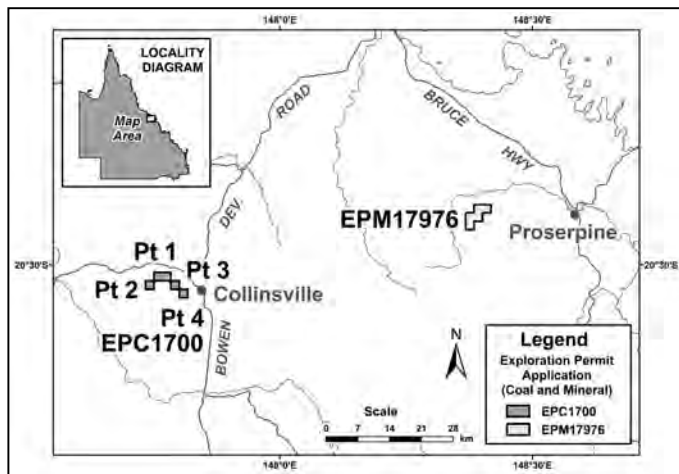 148°0'E
148°30'E
LOCALITY
DIAGRAM
Map
Area
ROAD
DEV.
BOWEN
BRUCE
HWY
EPM17976
Proserpine
20°30'S
20°30'S
Pt 1
Pt 3
Pt 2
Collinsville
Pt 4
EPC1700
N
Scale
0 7 14 21 28
km
Legend
Exploration Permit
Application
(Coal and Mineral)
EPC1700
EPM17976
148°0'E
148°30'E